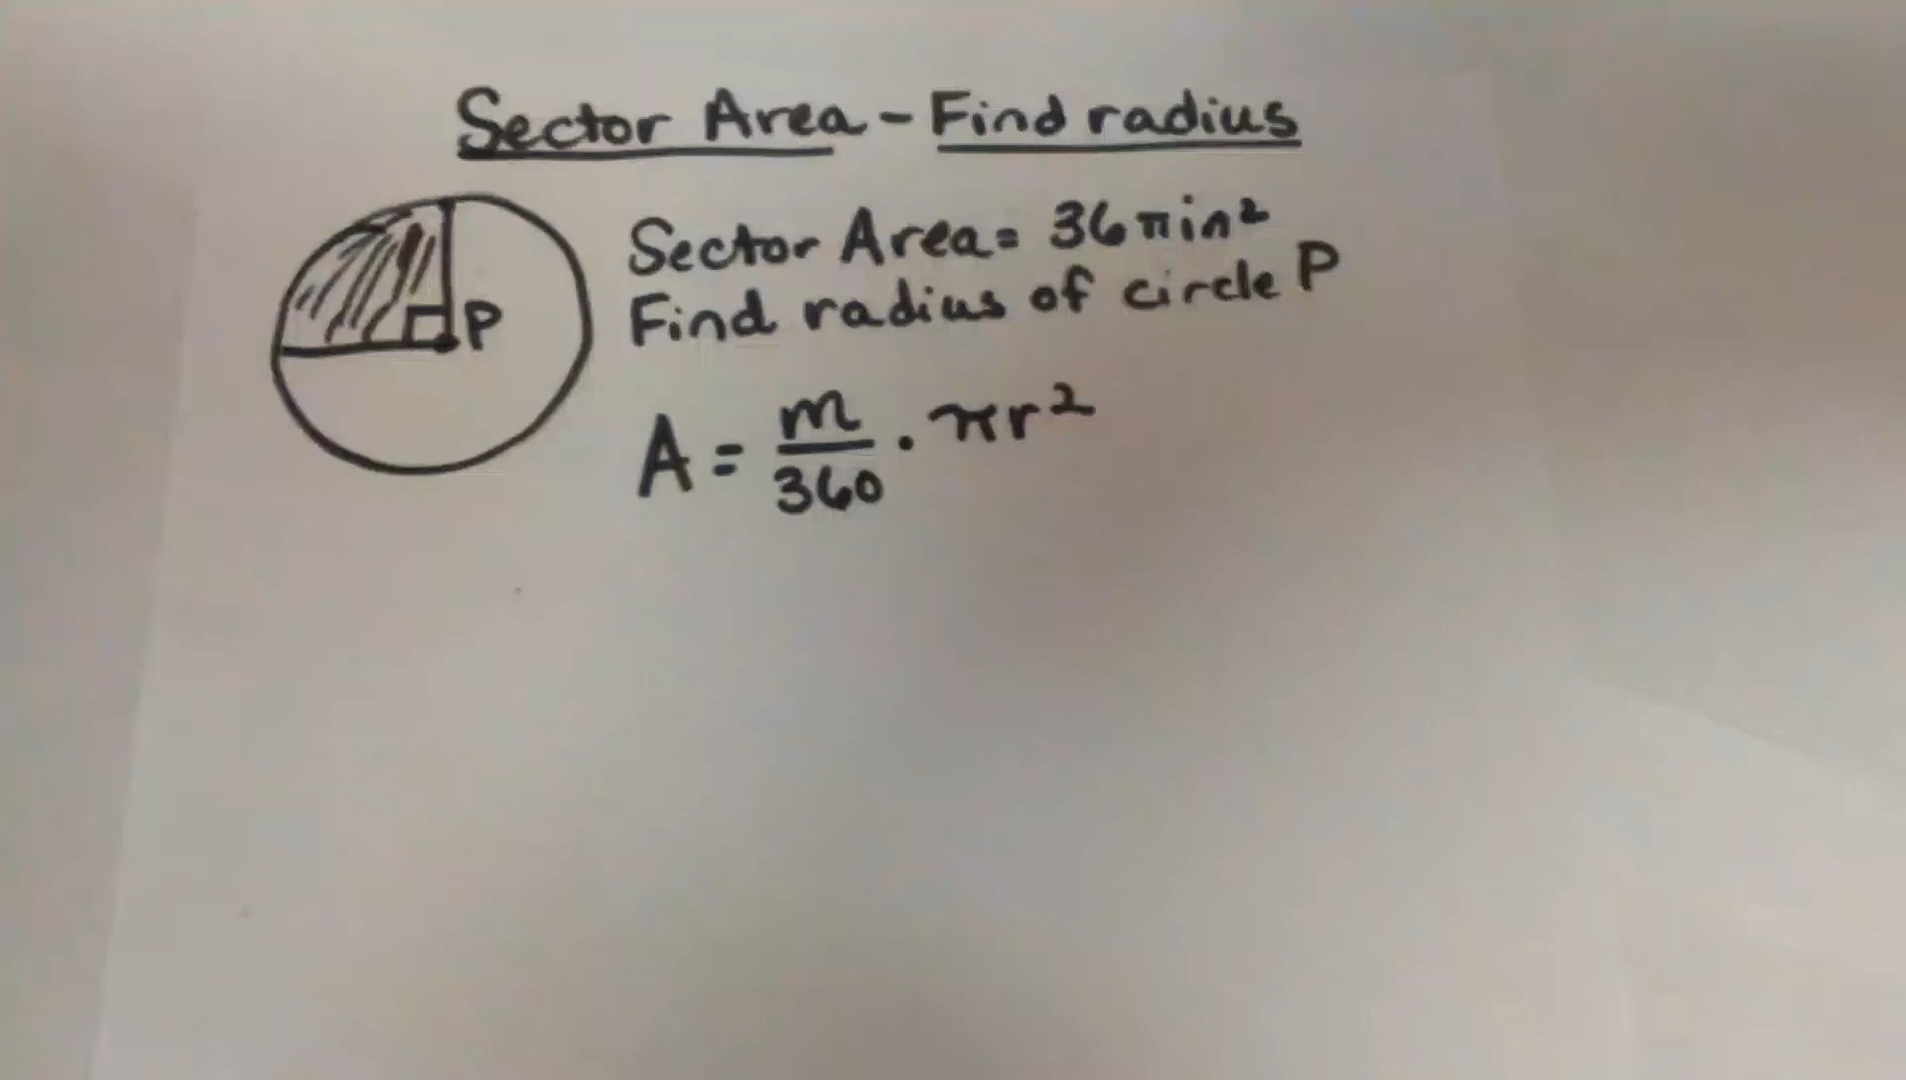 Sector Area - Find radius
Sector Area = 36πin²
Find radius of circle P
P
A = m/360 · πr²